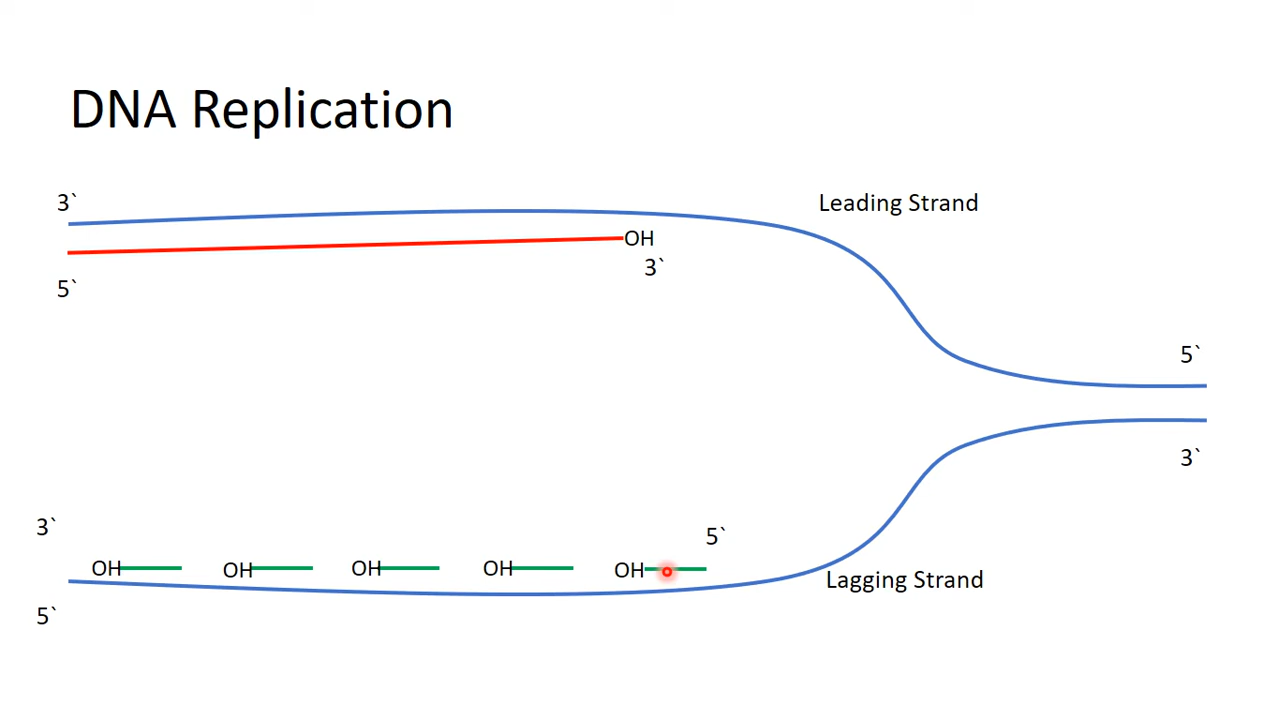 DNA Replication
3`
Leading Strand
OH
3`
5`
5`
3`
3`
5`
OH
OH
OH
OH
OH
Lagging Strand
5`